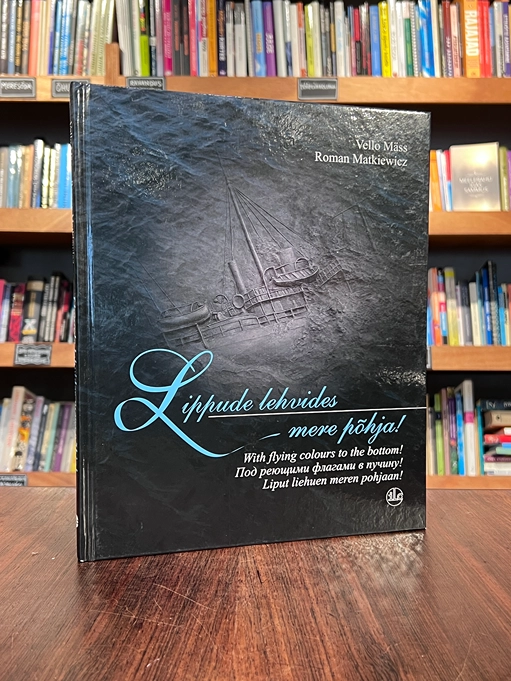 Vello Mäss
Roman Matkiewicz
Lippude lehvides
mere põhja!
With flying colours to the bottom!
Под реющими флагами в пучину!
Liput liehuen meren pohjaan!